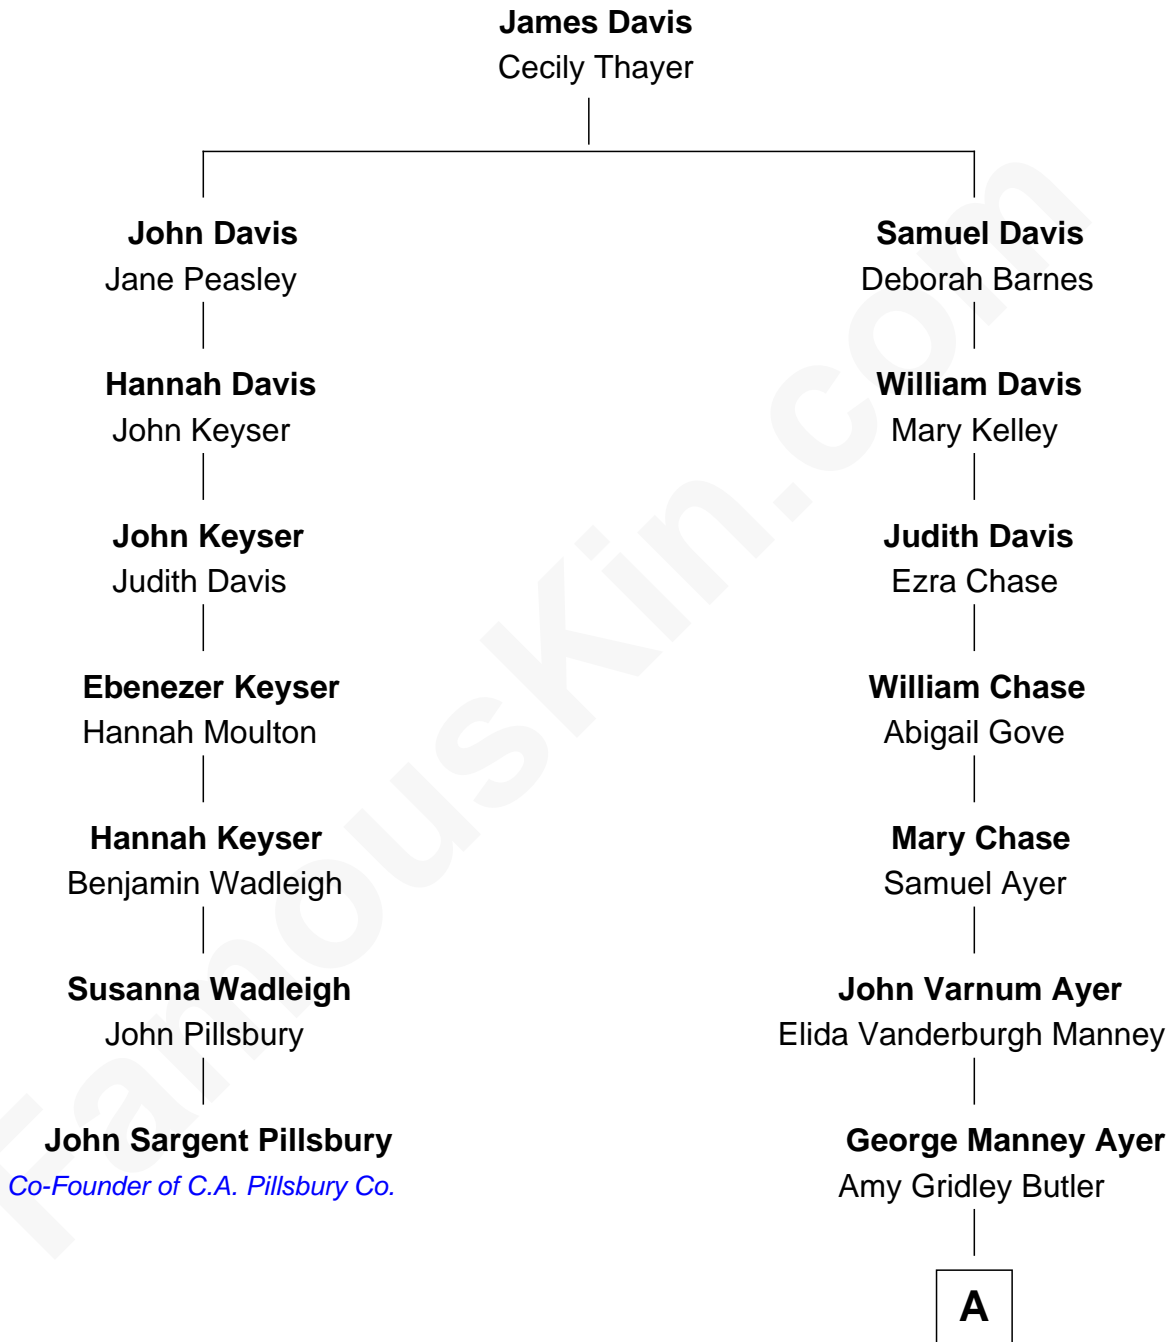 James Davis
Cecily Thayer
John Davis
Jane Peasley
Samuel Davis
Deborah Barnes
Hannah Davis
John Keyser
William Davis
Mary Kelley
John Keyser
Judith Davis
Judith Davis
Ezra Chase
Ebenezer Keyser
Hannah Moulton
William Chase
Abigail Gove
Hannah Keyser
Benjamin Wadleigh
Mary Chase
Samuel Ayer
Susanna Wadleigh
John Pillsbury
John Varnum Ayer
Elida Vanderburgh Manney
John Sargent Pillsbury
Co-Founder of C.A. Pillsbury Co.
George Manney Ayer
Amy Gridley Butler
A
FamousKin.com